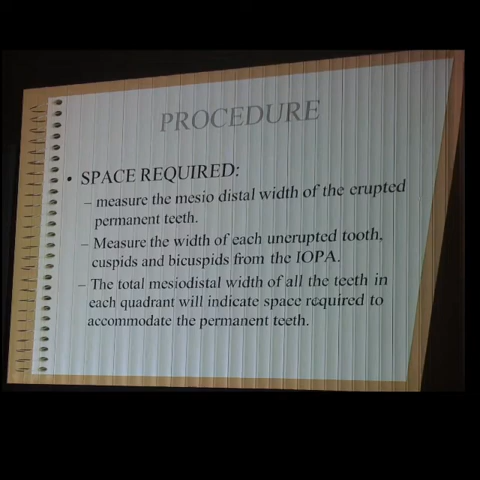 PROCEDURE
• SPACE REQUIRED:
– measure the mesio distal width of the erupted
permanent teeth.
– Measure the width of each unerupted tooth,
cuspids and bicuspids from the IOPA.
– The total mesiodistal width of all the teeth in
each quadrant will indicate space required to
accommodate the permanent teeth.